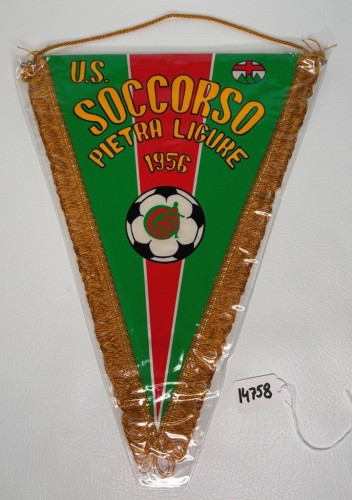 U.S.
SOCCORSO
PIETRA LIGURE
1956
14758